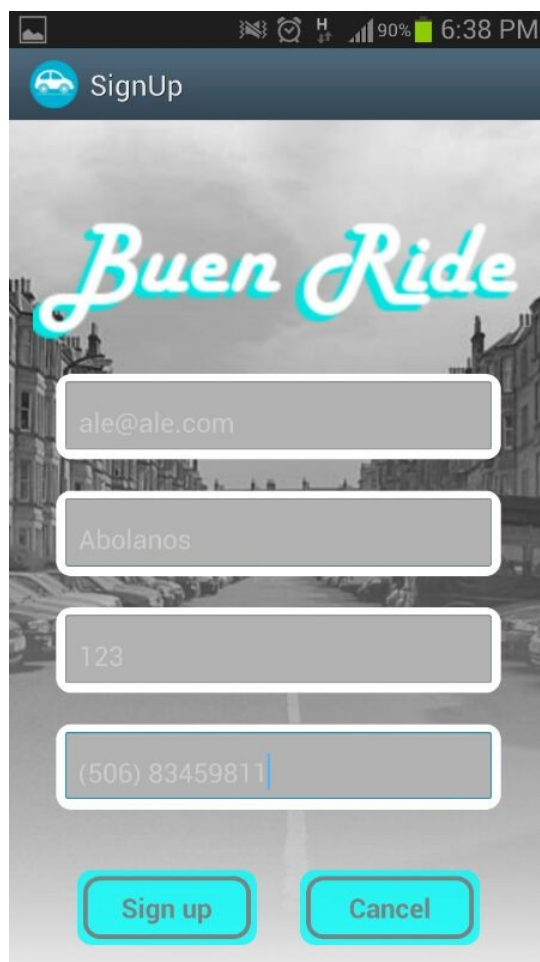 H 90% 6:38 PM
SignUp
Buen Ride
ale@ale.com
Abolanos
123
(506) 83459811
Sign up Cancel